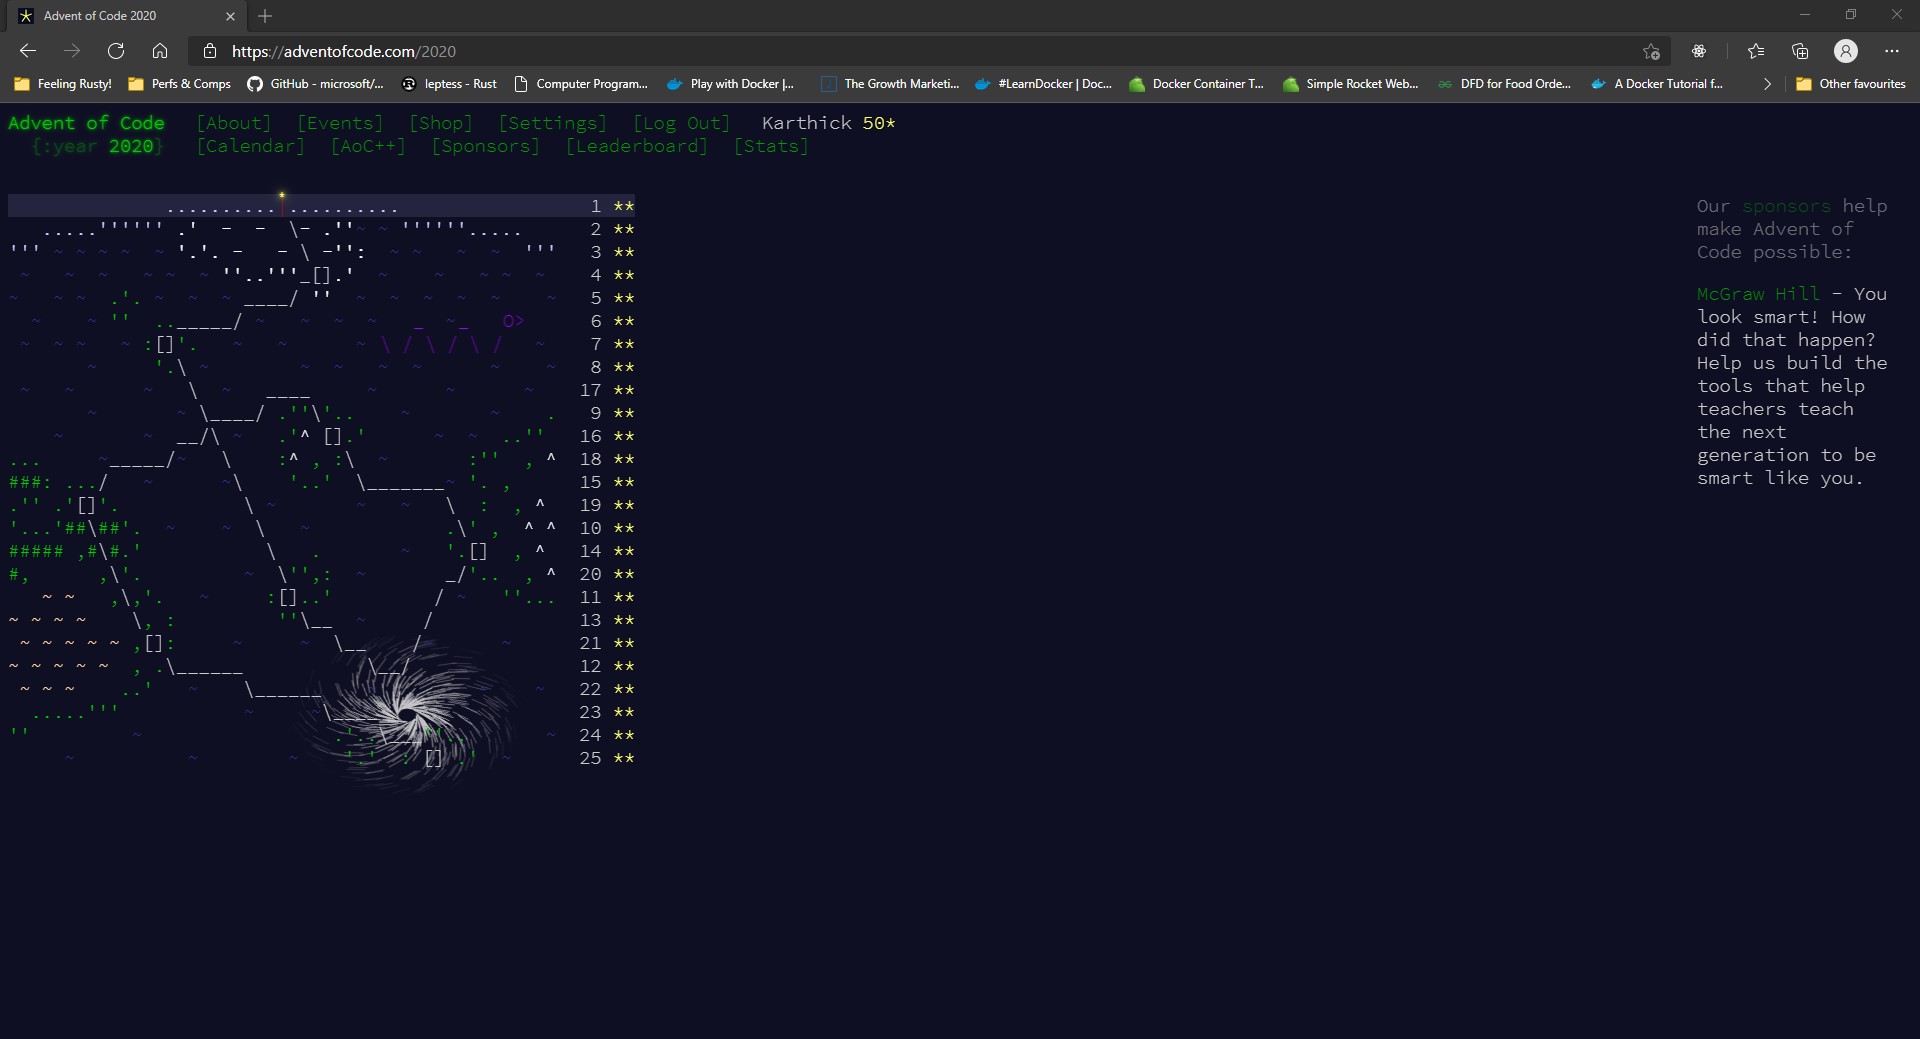 Advent of Code 2020
https://adventofcode.com/2020
Feeling Rusty!
Perfs & Comps
GitHub - microsoft/...
leptess - Rust
Computer Program...
Play with Docker |...
The Growth Marketi...
#LearnDocker | Doc...
Docker Container T...
Simple Rocket Web...
DFD for Food Orde...
A Docker Tutorial f...
Other favourites
Advent of Code [About] [Events] [Shop] [Settings] [Log Out] Karthick 50*
{:year 2020} [Calendar] [AoC++] [Sponsors] [Leaderboard] [Stats]
1 **
2 **
3 **
4 **
5 **
6 **
7 **
8 **
17 **
9 **
16 **
18 **
15 **
19 **
10 **
14 **
20 **
11 **
13 **
21 **
12 **
22 **
23 **
24 **
25 **
Our sponsors help
make Advent of
Code possible:
McGraw Hill - You
look smart! How
did that happen?
Help us build the
tools that help
teachers teach
the next
generation to be
smart like you.